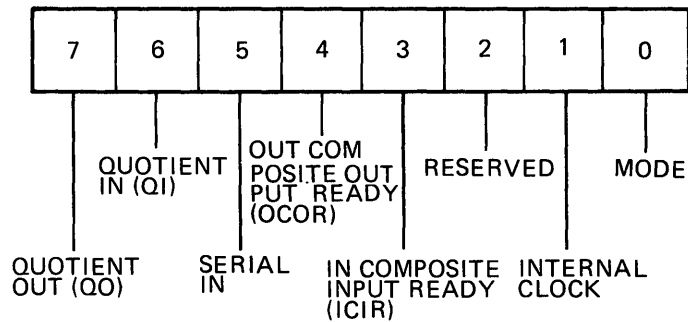 7 6 5 4 3 2 1 0
QUOTIENT
IN (QI)
OUT COM
POSITE OUT
PUT READY
(OCOR)
RESERVED
MODE
QUOTIENT
OUT (QO)
SERIAL
IN
IN COMPOSITE
INPUT READY
(ICIR)
INTERNAL
CLOCK